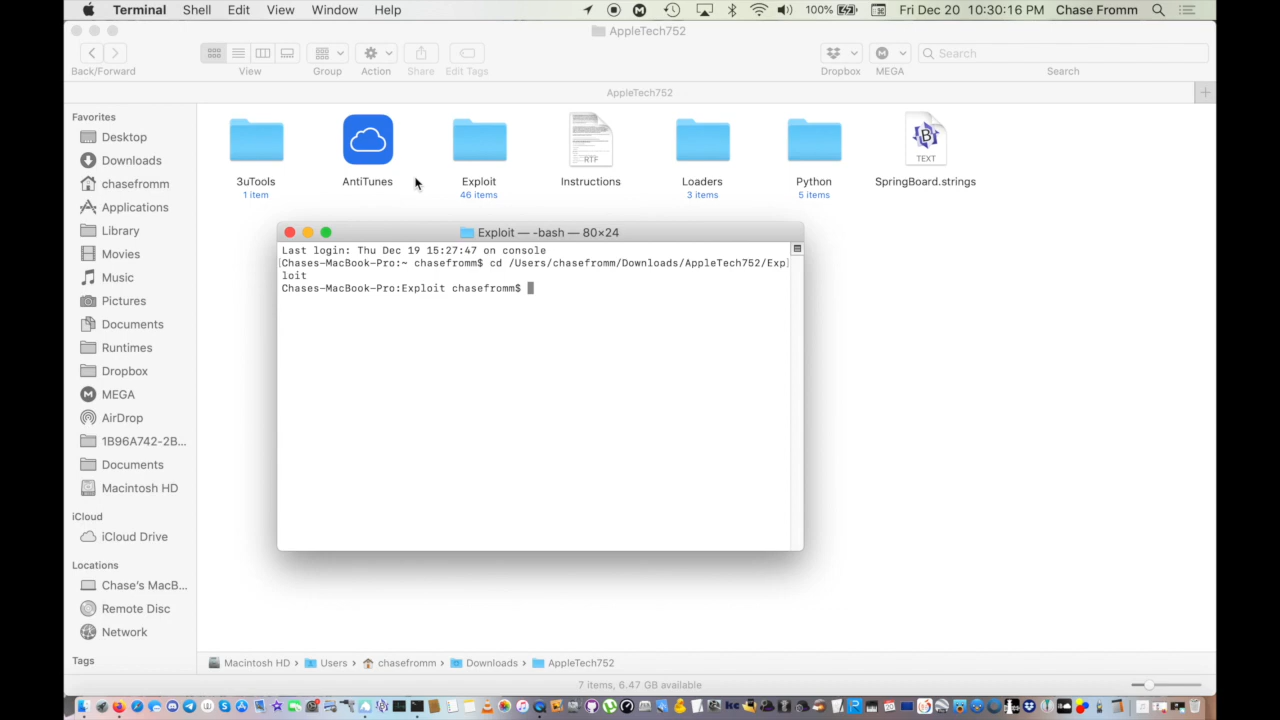 Terminal Shell Edit View Window Help 100% Fri Dec 20 10:30:16 PM Chase Fromm
AppleTech752
Back/Forward View Group Action Share Edit Tags Dropbox MEGA Search
Search
AppleTech752
Favorites
Desktop
Downloads
chasefromm
Applications
Library
Movies
Music
Pictures
Documents
Runtimes
Dropbox
MEGA
AirDrop
1B96A742-2B...
Documents
Macintosh HD
iCloud
iCloud Drive
Locations
Chase's MacB...
Remote Disc
Network
Tags
3uTools AntiTunes Exploit Instructions Loaders Python SpringBoard.strings
1 item 46 items 3 items 5 items
RTF
TEXT
Exploit — -bash — 80×24
Last login: Thu Dec 19 15:27:47 on console
[Chases-MacBook-Pro:~ chasefromm$ cd /Users/chasefromm/Downloads/AppleTech752/Exp]
loit
Chases-MacBook-Pro:Exploit chasefromm$
Macintosh HD › Users › chasefromm › Downloads › AppleTech752
7 items, 6.47 GB available